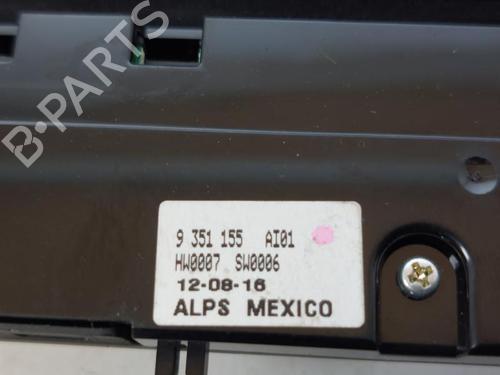 B-PARTS
9 351 155 AI01
HW0007 SW0006
12-08-16
ALPS MEXICO